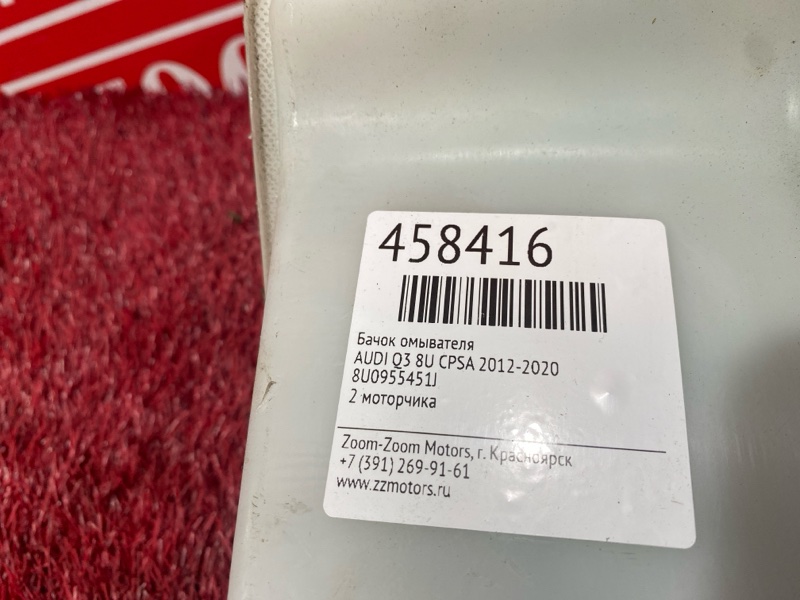 458416
Бачок омывателя
AUDI Q3 8U CPSA 2012-2020
8U0955451J
2 моторчика
Zoom-Zoom Motors, г. Красноярск
+7 (391) 269-91-61
www.zzmotors.ru